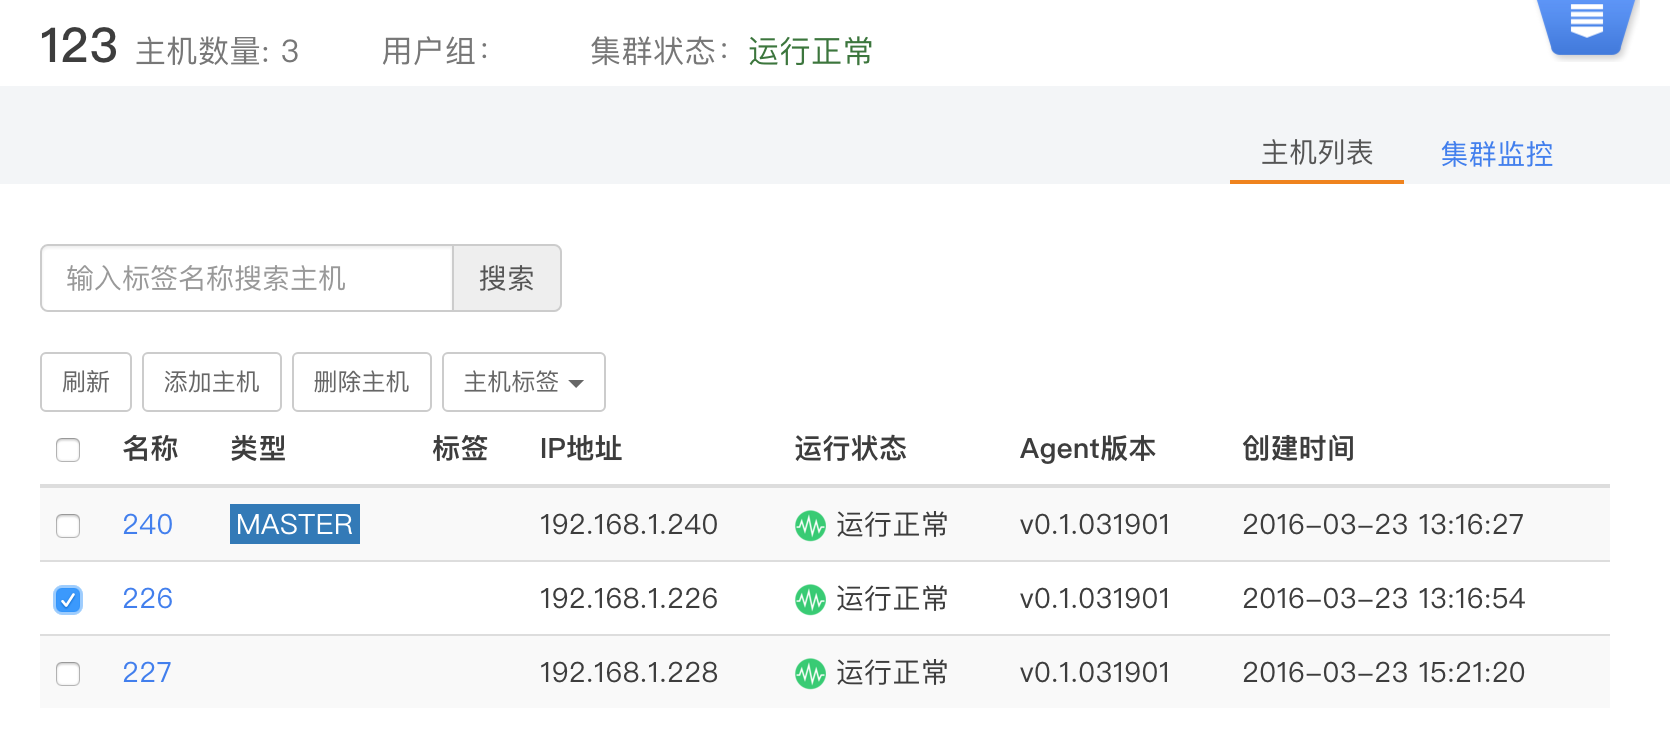 123 主机数量: 3 用户组: 集群状态: 运行正常
主机列表 集群监控
输入标签名称搜索主机 搜索
刷新 添加主机 删除主机 主机标签
名称 类型 标签 IP地址 运行状态 Agent版本 创建时间
240 MASTER 192.168.1.240 运行正常 v0.1.031901 2016-03-23 13:16:27
226 192.168.1.226 运行正常 v0.1.031901 2016-03-23 13:16:54
227 192.168.1.228 运行正常 v0.1.031901 2016-03-23 15:21:20